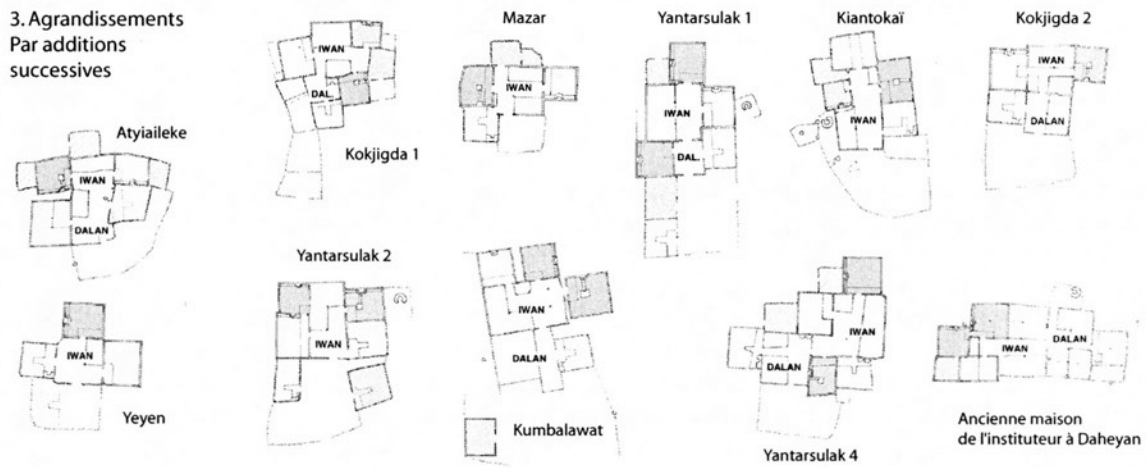 3. Agrandissements
Par additions
successives
Mazar
Yantarsulak 1
Kiantokaï
Kokjigda 2
IWAN
DAL.
Kokjigda 1
IWAN
IWAN
DAL.
IWAN
IWAN
DALAN
Atyiaileke
IWAN
DALAN
Yantarsulak 2
IWAN
Yeyen
IWAN
IWAN
DALAN
Kumbalawat
IWAN
DALAN
Yantarsulak 4
DALAN
IWAN
Ancienne maison
de l'instituteur à Daheyan